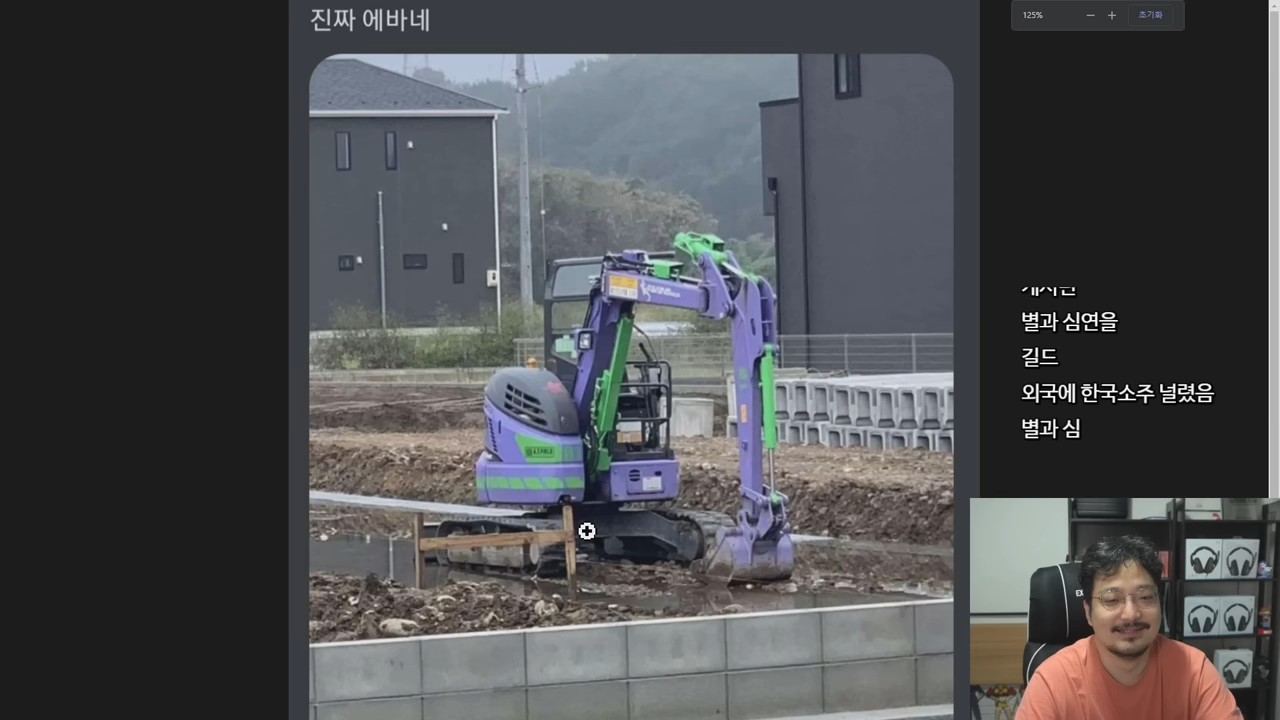 진짜 에바네
125%
초기화
별과 심연을
길드
외국에 한국소주 널렸음
별과 심